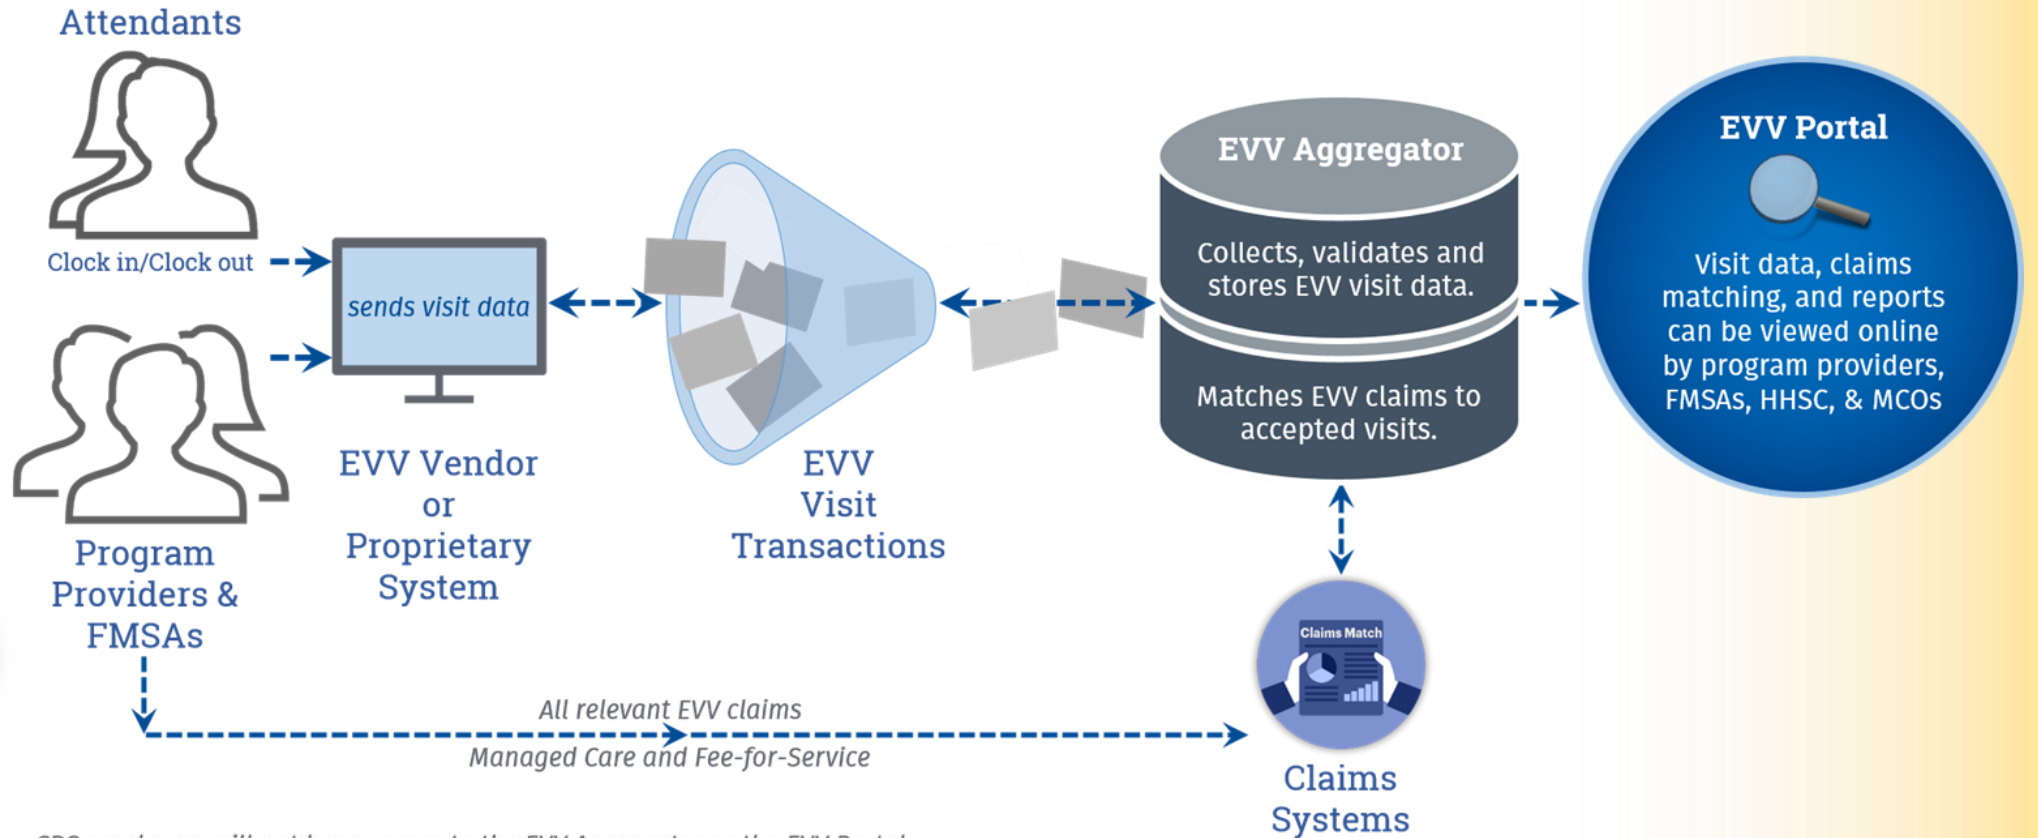 Attendants
Clock in/Clock out
Program
Providers &
FMSAs
sends visit data
EVV Vendor
or
Proprietary
System
EVV
Visit
Transactions
EVV Aggregator
Collects, validates and
stores EVV visit data.
Matches EVV claims to
accepted visits.
EVV Portal
Visit data, claims
matching, and reports
can be viewed online
by program providers,
FMSAs, HHSC, & MCOs
All relevant EVV claims
Managed Care and Fee-for-Service
Claims Match
Claims
Systems